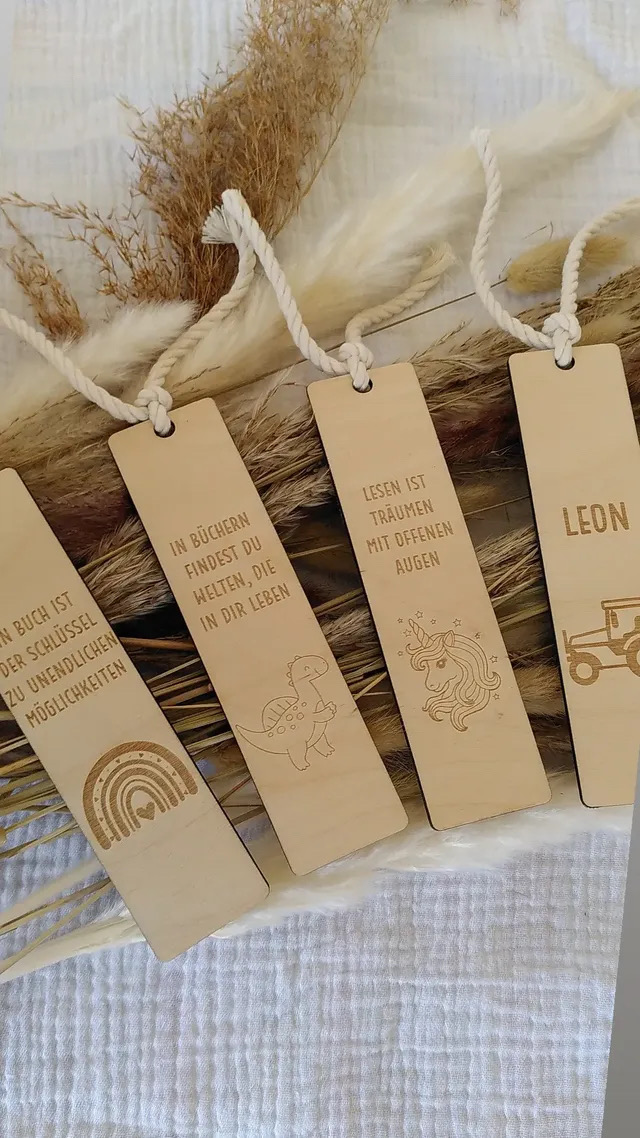 N BUCH IST
DER SCHLÜSSEL
ZU UNENDLICHEN
MÖGLICHKEITEN
IN BÜCHERN
FINDEST DU
WELTEN, DIE
IN DIR LEBEN
LESEN IST
TRÄUMEN
MIT OFFENEN
AUGEN
LEON